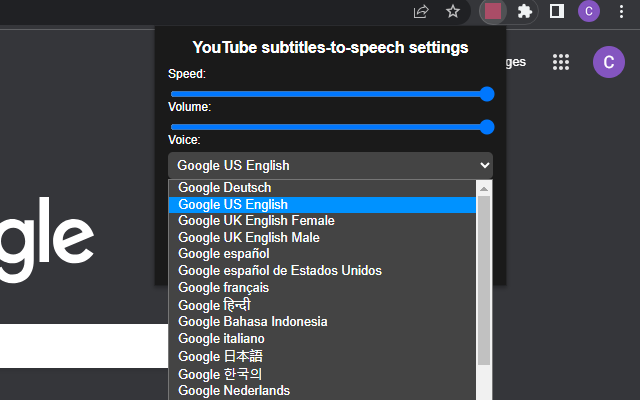 C
YouTube subtitles-to-speech settings
Speed:
ges
C
Volume:
Voice:
Google US English
Google Deutsch
Google US English
Google UK English Female
Google UK English Male
gle
Google español
Google español de Estados Unidos
Google français
Google हिन्दी
Google Bahasa Indonesia
Google italiano
Google 日本語
Google 한국의
Google Nederlands